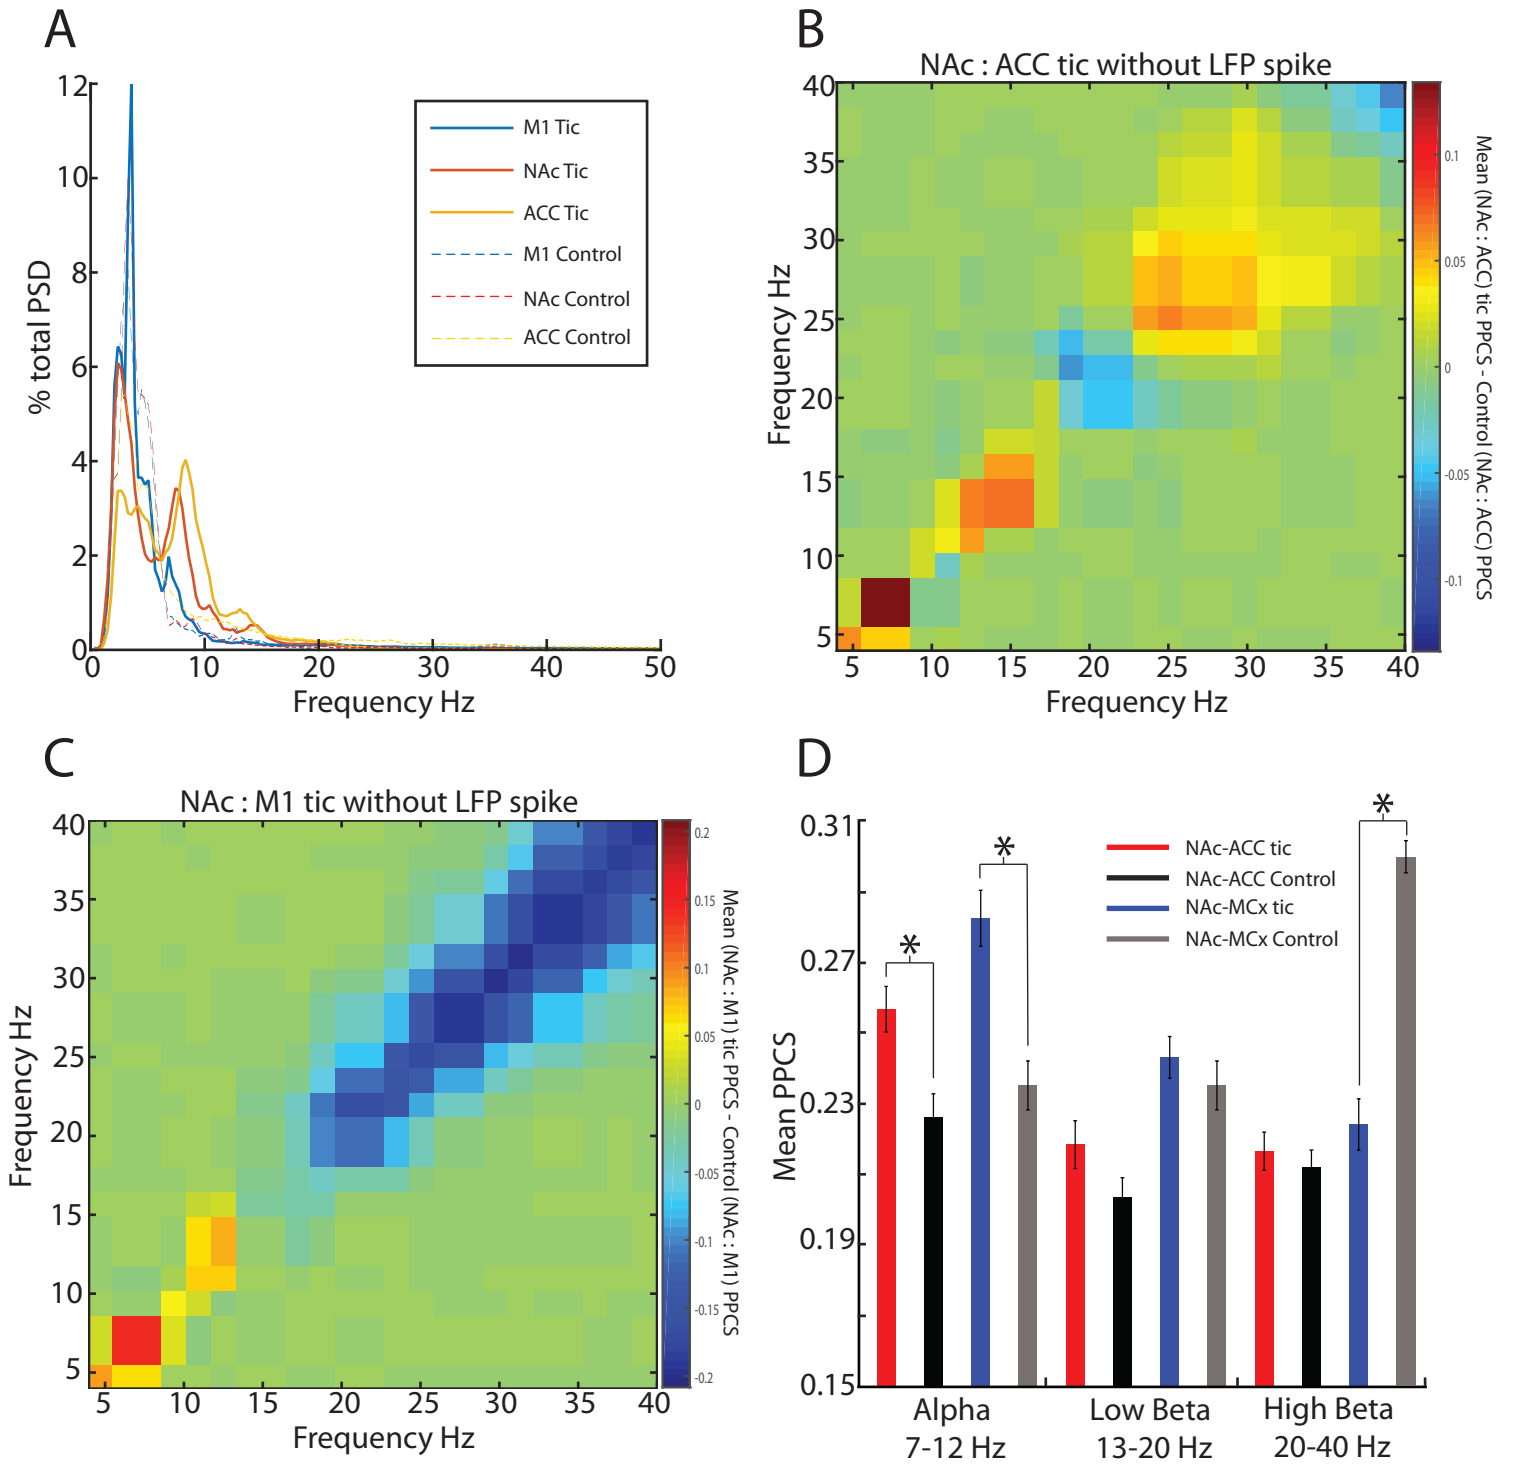 A
12
10
8
6
4
2
0
% total PSD
0 10 20 30 40 50
Frequency Hz
M1 Tic
NAc Tic
ACC Tic
M1 Control
NAc Control
ACC Control
B
NAc : ACC tic without LFP spike
40
35
30
25
20
15
10
5
Frequency Hz
5 10 15 20 25 30 35 40
Frequency Hz
0.1
0.05
0
-0.05
-0.1
Mean (NAc : ACC) tic PPCS - Control (NAc : ACC) PPCS
C
NAc : M1 tic without LFP spike
40
35
30
25
20
15
10
5
Frequency Hz
5 10 15 20 25 30 35 40
Frequency Hz
0.2
0.15
0.1
0.05
0
-0.05
-0.1
-0.15
-0.2
Mean (NAc : M1) tic PPCS - Control (NAc : M1) PPCS
D
0.31
0.27
0.23
0.19
0.15
Mean PPCS
NAc-ACC tic
NAc-ACC Control
NAc-MCx tic
NAc-MCx Control
*
*
*
Alpha
7-12 Hz
Low Beta
13-20 Hz
High Beta
20-40 Hz